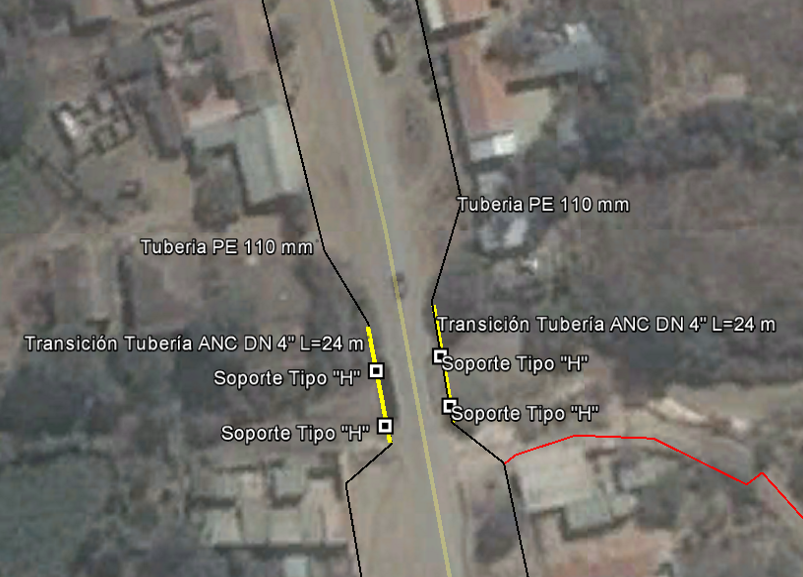 Tuberia PE 110 mm
Tuberia PE 110 mm
Transición Tubería ANC DN 4" L=24 m
Transición Tubería ANC DN 4" L=24 m
Soporte Tipo "H"
Soporte Tipo "H"
Soporte Tipo "H"
Soporte Tipo "H"